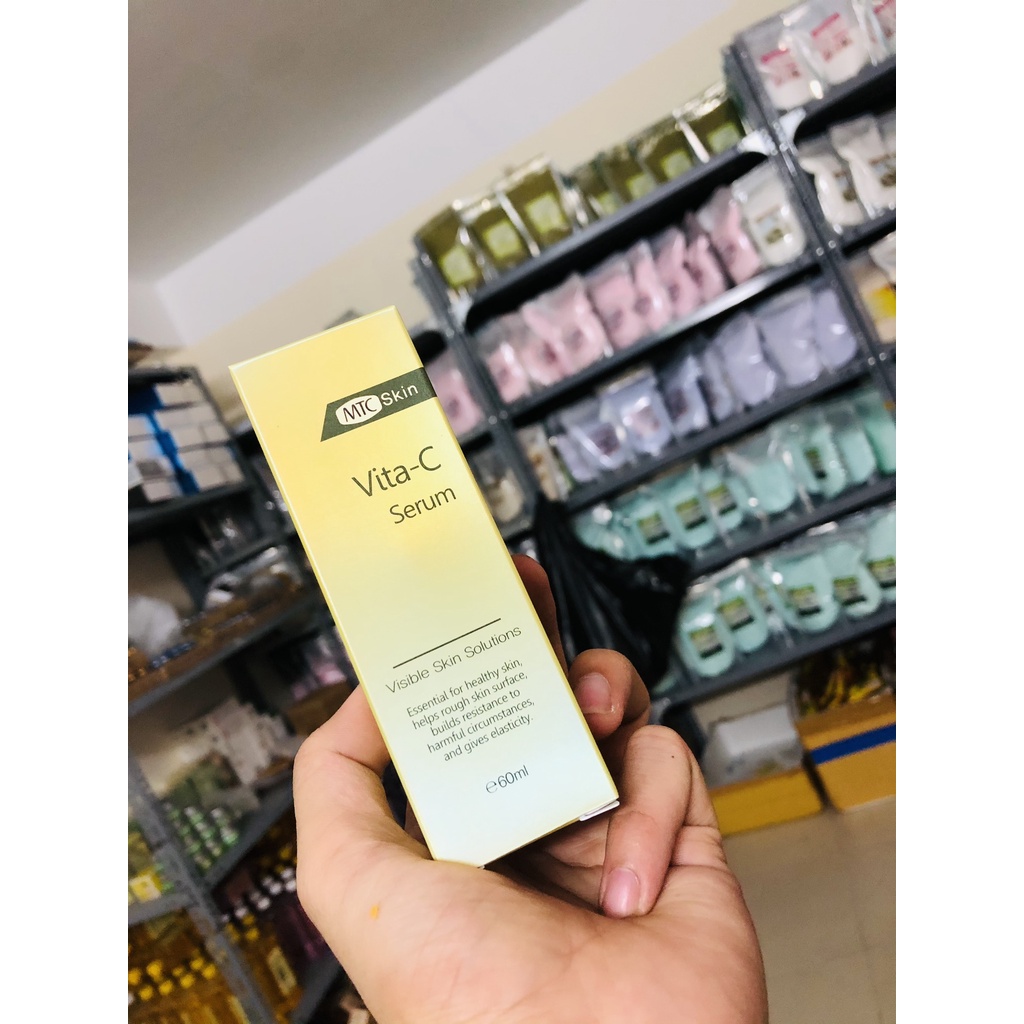 MTC Skin
Vita-C
Serum
Visible Skin Solutions
Essential for healthy skin,
helps rough skin surface,
builds resistance to
harmful circumstances,
and gives elasticity.
℮60ml